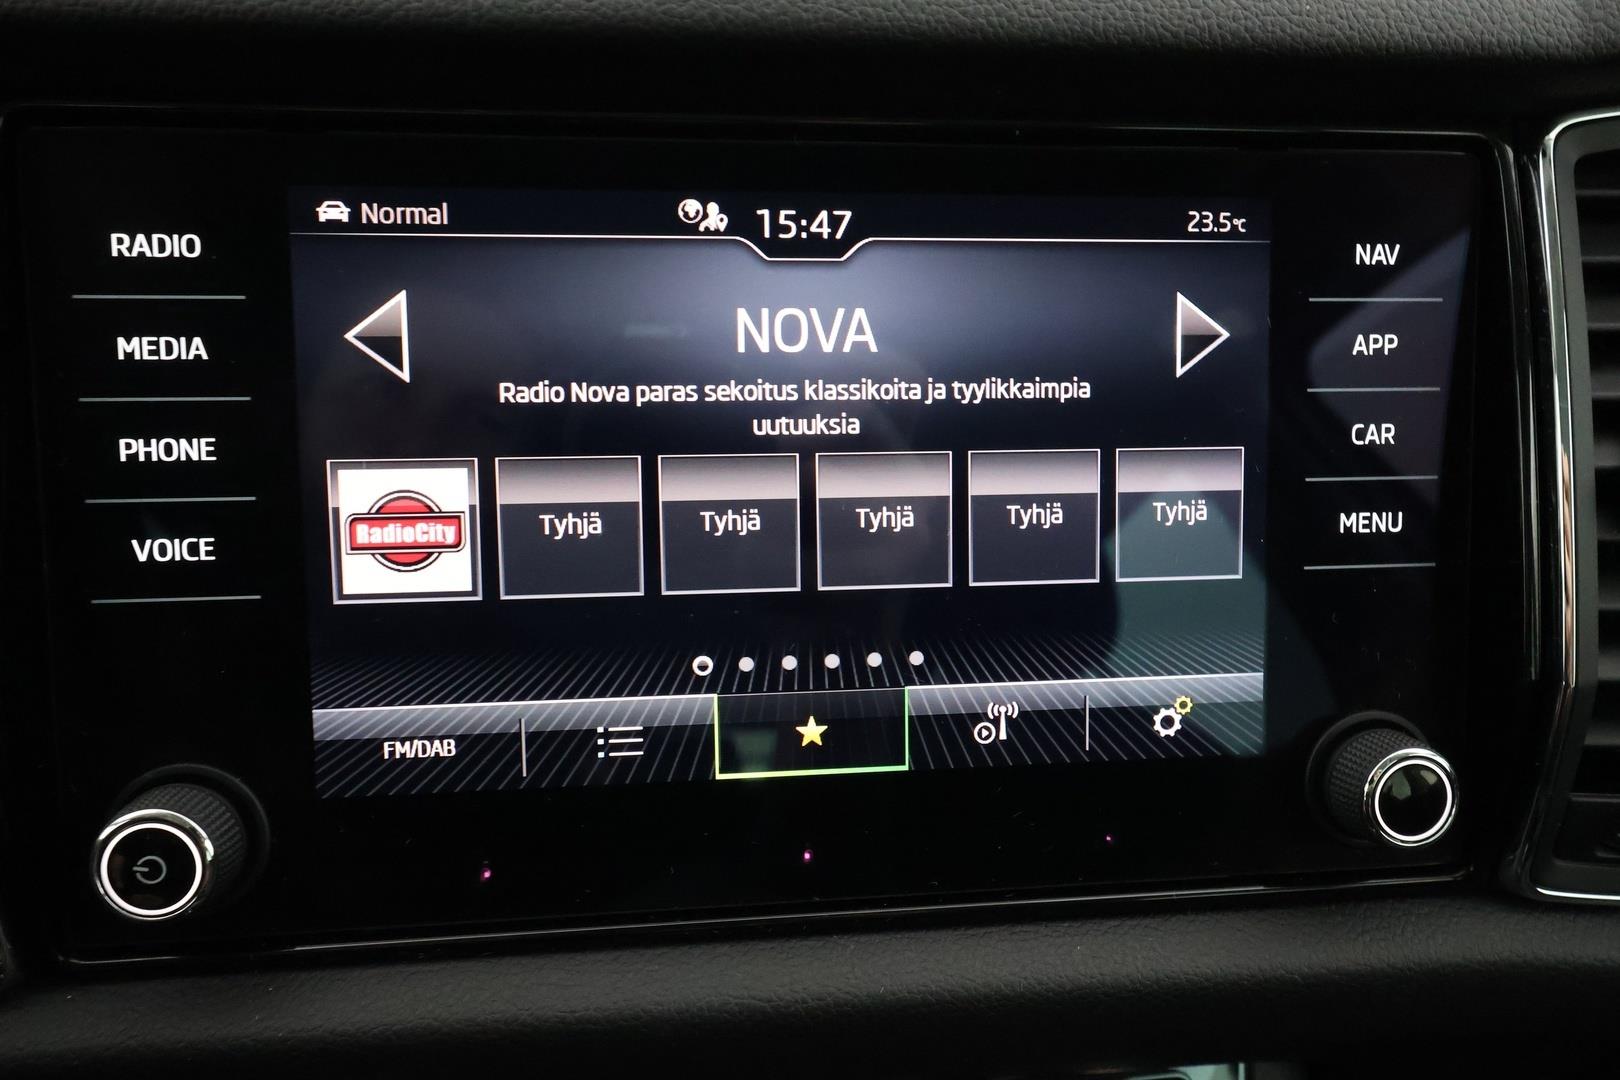 RADIO
MEDIA
PHONE
VOICE
Normal
15:47
23.5°C
NOVA
Radio Nova paras sekoitus klassikoita ja tyylikkaimpia
uutuuksia
RadioCity
Tyhjä
Tyhjä
Tyhjä
Tyhjä
Tyhjä
FM/DAB
NAV
APP
CAR
MENU